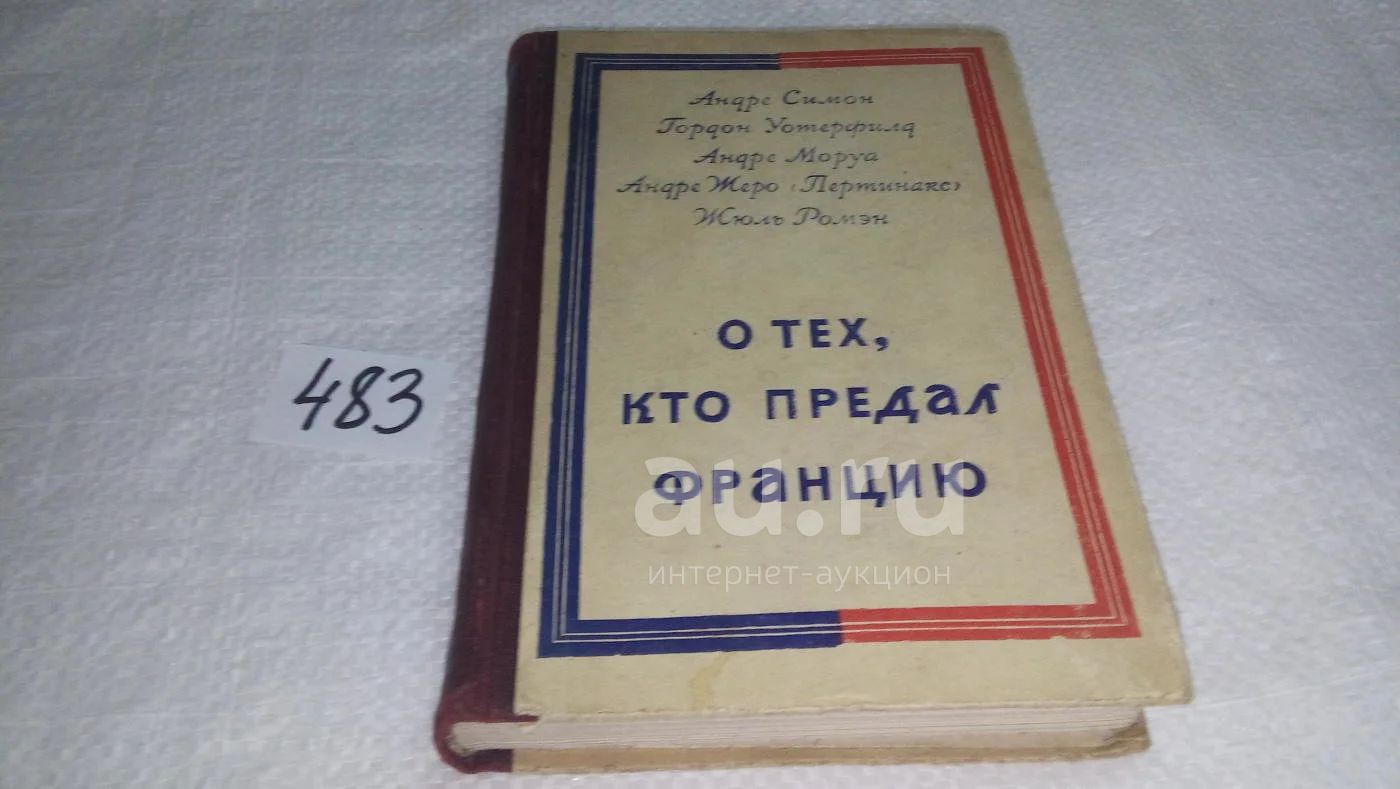 Андре Симон
Гордон Уотерфилд
Андре Моруа
Андре Жеро (Пертинакс)
Жюль Ромэн
О ТЕХ,
КТО ПРЕДАЛ
ФРАНЦИЮ
483
au.ru
интернет-аукцион